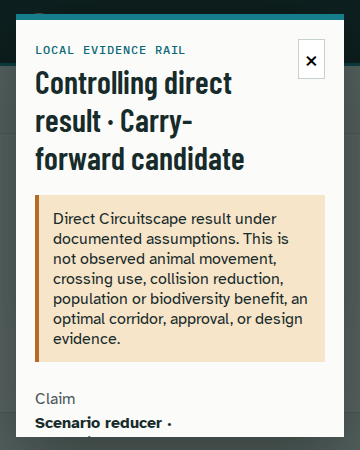 LOCAL EVIDENCE RAIL
×
Controlling direct
result · Carry-
forward candidate
Direct Circuitscape result under
documented assumptions. This is
not observed animal movement,
crossing use, collision reduction,
population or biodiversity benefit, an
optimal corridor, approval, or design
evidence.
Claim
Scenario reducer ·